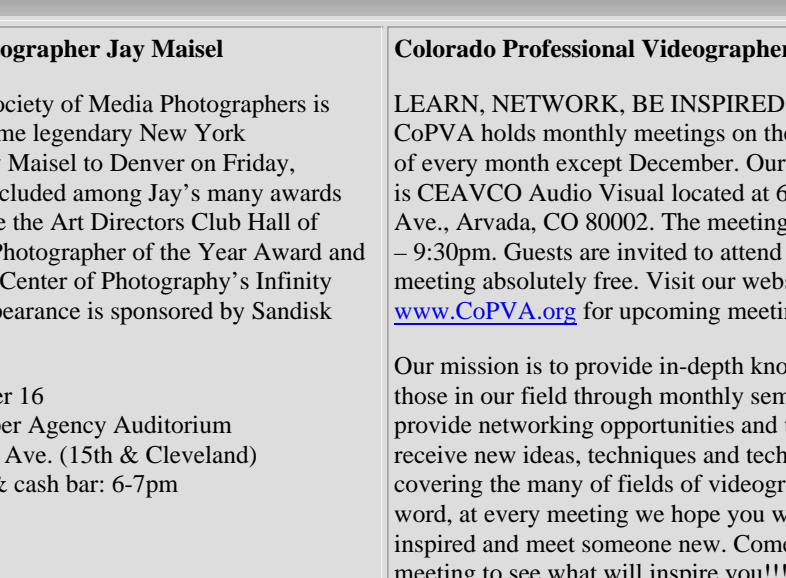 ographer Jay Maisel
ociety of Media Photographers is
me legendary New York
Maisel to Denver on Friday,
cluded among Jay’s many awards
e the Art Directors Club Hall of
Photographer of the Year Award and
Center of Photography’s Infinity
pearance is sponsored by Sandisk
er 16
per Agency Auditorium
Ave. (15th & Cleveland)
& cash bar: 6-7pm
Colorado Professional Videographer
LEARN, NETWORK, BE INSPIRED
CoPVA holds monthly meetings on the
of every month except December. Our
is CEAVCO Audio Visual located at 6
Ave., Arvada, CO 80002. The meeting
– 9:30pm. Guests are invited to attend
meeting absolutely free. Visit our webs
www.CoPVA.org for upcoming meetin
Our mission is to provide in-depth kno
those in our field through monthly sem
provide networking opportunities and t
receive new ideas, techniques and tech
covering the many of fields of videogr
word, at every meeting we hope you w
inspired and meet someone new. Come
meeting to see what will inspire you!!!